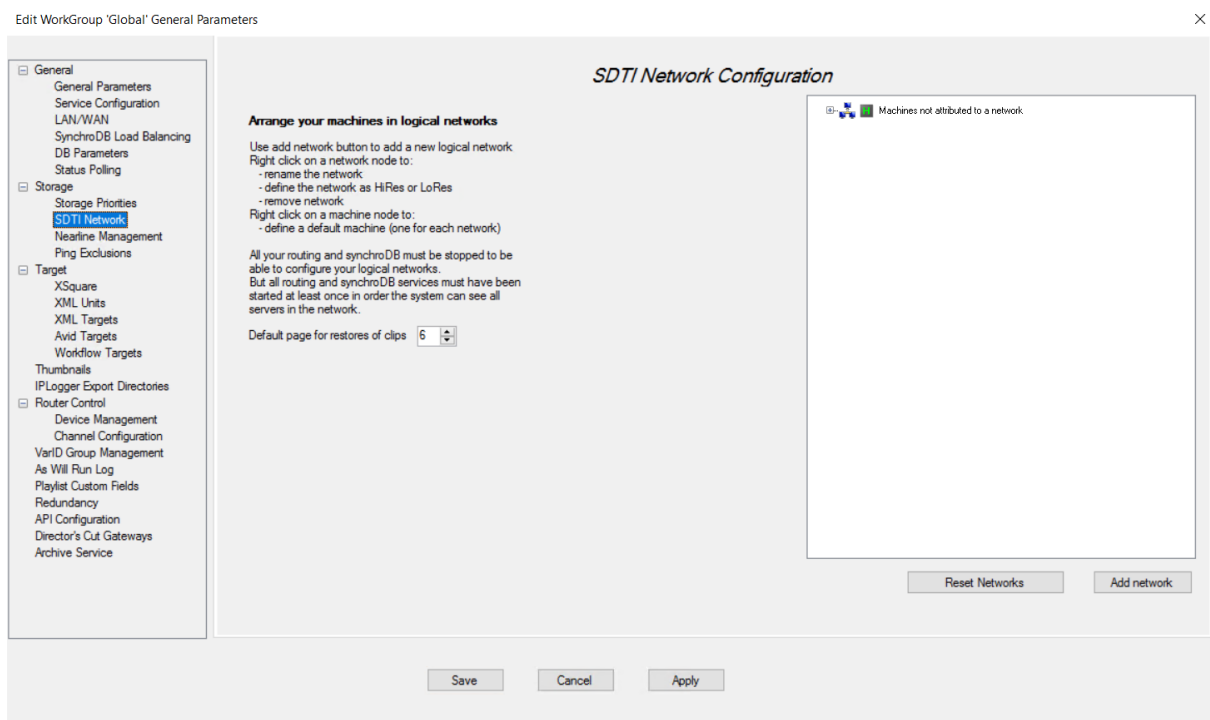 Edit WorkGroup 'Global' General Parameters
General
General Parameters
Service Configuration
LAN/WAN
SynchroDB Load Balancing
DB Parameters
Status Polling
Storage
Storage Priorities
SDTI Network
Nearline Management
Ping Exclusions
Target
XSquare
XML Units
XML Targets
Avid Targets
Workflow Targets
Thumbnails
IPLogger Export Directories
Router Control
Device Management
Channel Configuration
VarID Group Management
As Will Run Log
Playlist Custom Fields
Redundancy
API Configuration
Director's Cut Gateways
Archive Service
SDTI Network Configuration
Arrange your machines in logical networks
Use add network button to add a new logical network
Right click on a network node to:
- rename the network
- define the network as HiRes or LoRes
- remove network
Right click on a machine node to:
- define a default machine (one for each network)
All your routing and synchroDB must be stopped to be
able to configure your logical networks.
But all routing and synchroDB services must have been
started at least once in order the system can see all
servers in the network.
Default page for restores of clips 6
H Machines not attributed to a network
Reset Networks
Add network
Save
Cancel
Apply